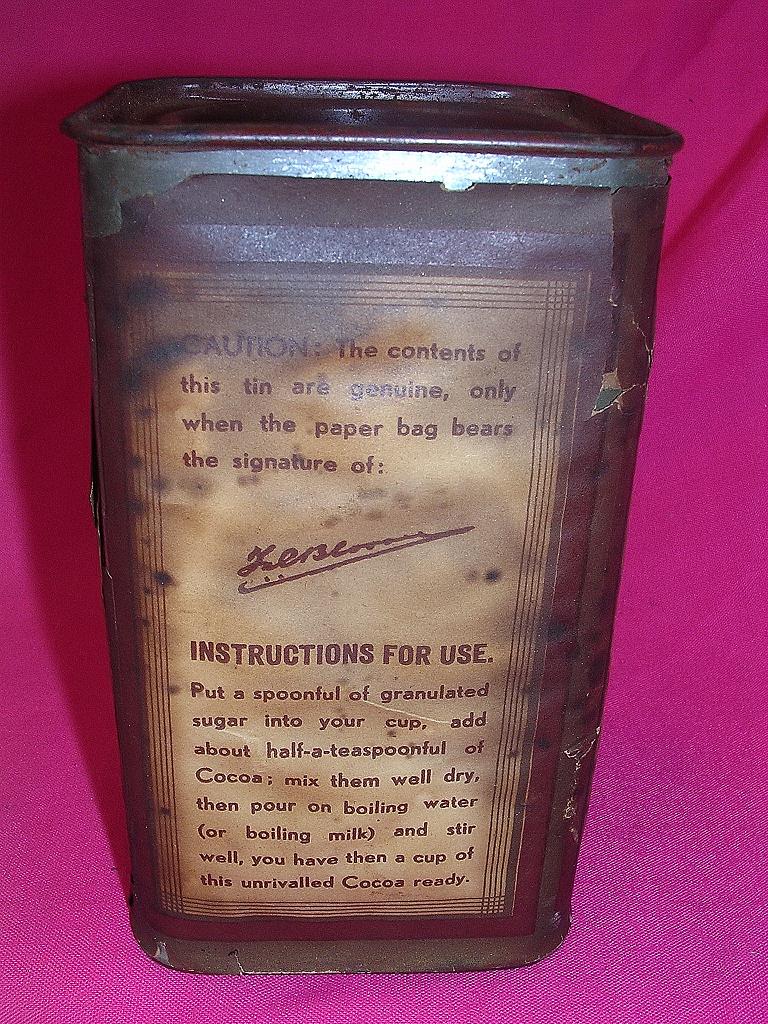 CAUTION: The contents of
this tin are genuine, only
when the paper bag bears
the signature of:
INSTRUCTIONS FOR USE.
Put a spoonful of granulated
sugar into your cup, add
about half-a-teaspoonful of
Cocoa; mix them well dry,
then pour on boiling water
(or boiling milk) and stir
well, you have then a cup of
this unrivalled Cocoa ready.